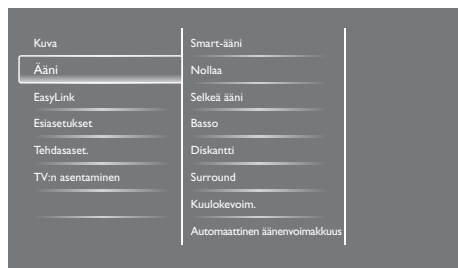 Kuva
Ääni
EasyLink
Esiasetukset
Tehdasaset.
TV:n asentaminen
Smart-ääni
Nollaa
Selkeä ääni
Basso
Diskantti
Surround
Kuulokevoim.
Automaattinen äänenvoimakkuus